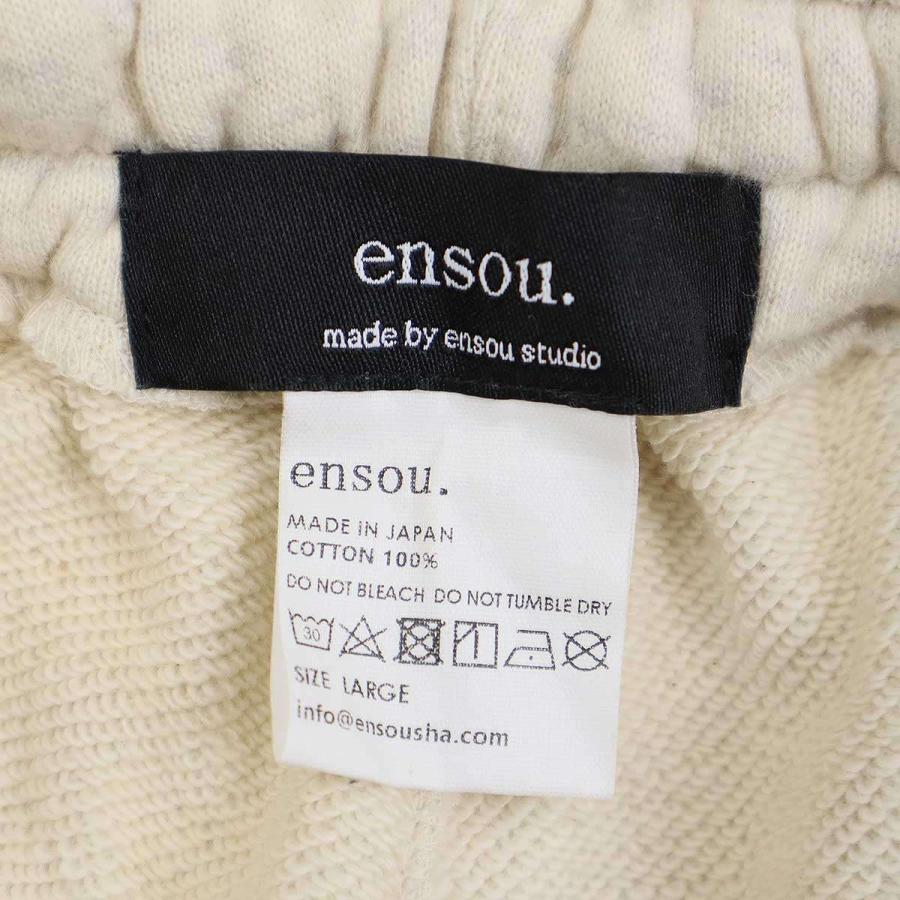 ensou.
made by ensou studio
ensou.
MADE IN JAPAN
COTTON 100%
DO NOT BLEACH DO NOT TUMBLE DRY
30
SIZE LARGE
info@ensousha.com